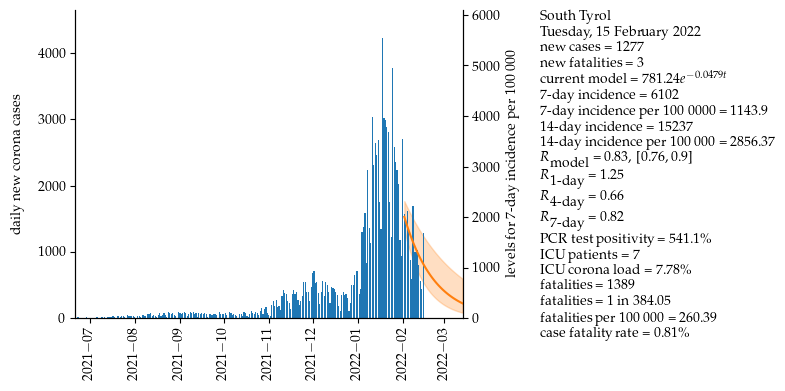 South Tyrol
Tuesday, 15 February 2022
new cases = 1277
new fatalities = 3
current model = 781.24e^{-0.0479t}
7-day incidence = 6102
7-day incidence per 100 0000 = 1143.9
14-day incidence = 15237
14-day incidence per 100 000 = 2856.37
R_model = 0.83, [0.76, 0.9]
R_1-day = 1.25
R_4-day = 0.66
R_7-day = 0.82
PCR test positivity = 541.1%
ICU patients = 7
ICU corona load = 7.78%
fatalities = 1389
fatalities = 1 in 384.05
fatalities per 100 000 = 260.39
case fatality rate = 0.81%
daily new corona cases
4000
3000
2000
1000
0
levels for 7-day incidence per 100 000
6000
5000
4000
3000
2000
1000
0
2021−07
2021−08
2021−09
2021−10
2021−11
2021−12
2022−01
2022−02
2022−03